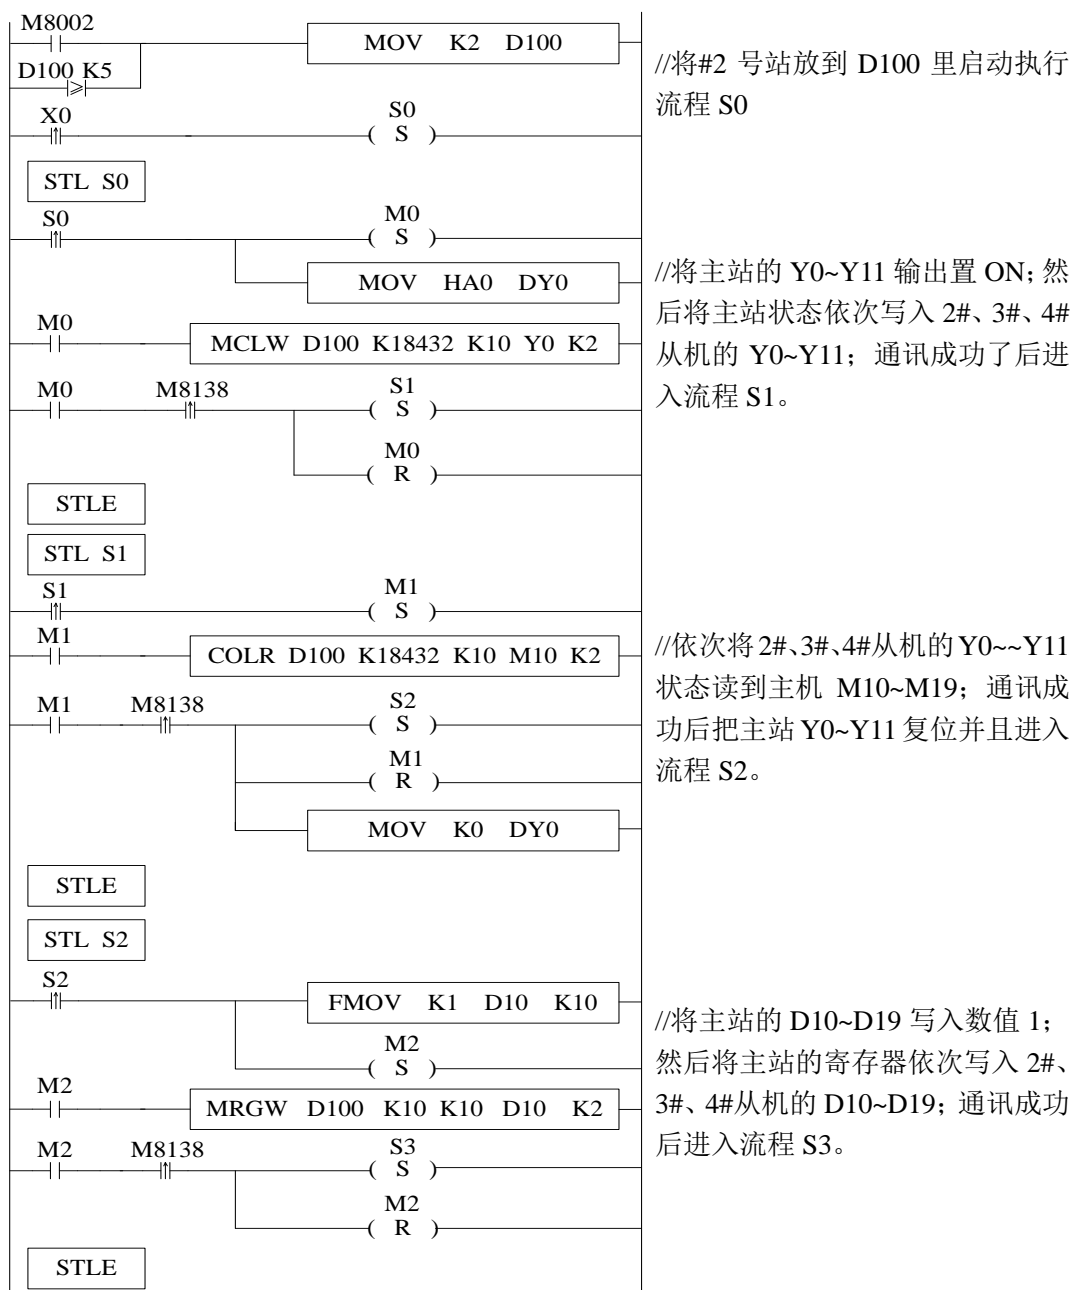 M8002
MOV K2 D100
D100 K5
≥
//将#2 号站放到 D100 里启动执行
流程 S0
X0
S0
( S )
STL S0
S0
M0
( S )
MOV HA0 DY0
//将主站的 Y0~Y11 输出置 ON;然
后将主站状态依次写入 2#、3#、4#
从机的 Y0~Y11；通讯成功了后进
入流程 S1。
M0
MCLW D100 K18432 K10 Y0 K2
M0
M8138
S1
( S )
M0
( R )
STLE
STL S1
S1
M1
( S )
M1
COLR D100 K18432 K10 M10 K2
//依次将2#、3#、4#从机的Y0~~Y11
状态读到主机 M10~M19；通讯成
功后把主站 Y0~Y11 复位并且进入
流程 S2。
M1
M8138
S2
( S )
M1
( R )
MOV K0 DY0
STLE
STL S2
S2
FMOV K1 D10 K10
M2
( S )
//将主站的 D10~D19 写入数值 1；
然后将主站的寄存器依次写入 2#、
3#、4#从机的 D10~D19；通讯成功
后进入流程 S3。
M2
MRGW D100 K10 K10 D10 K2
M2
M8138
S3
( S )
M2
( R )
STLE